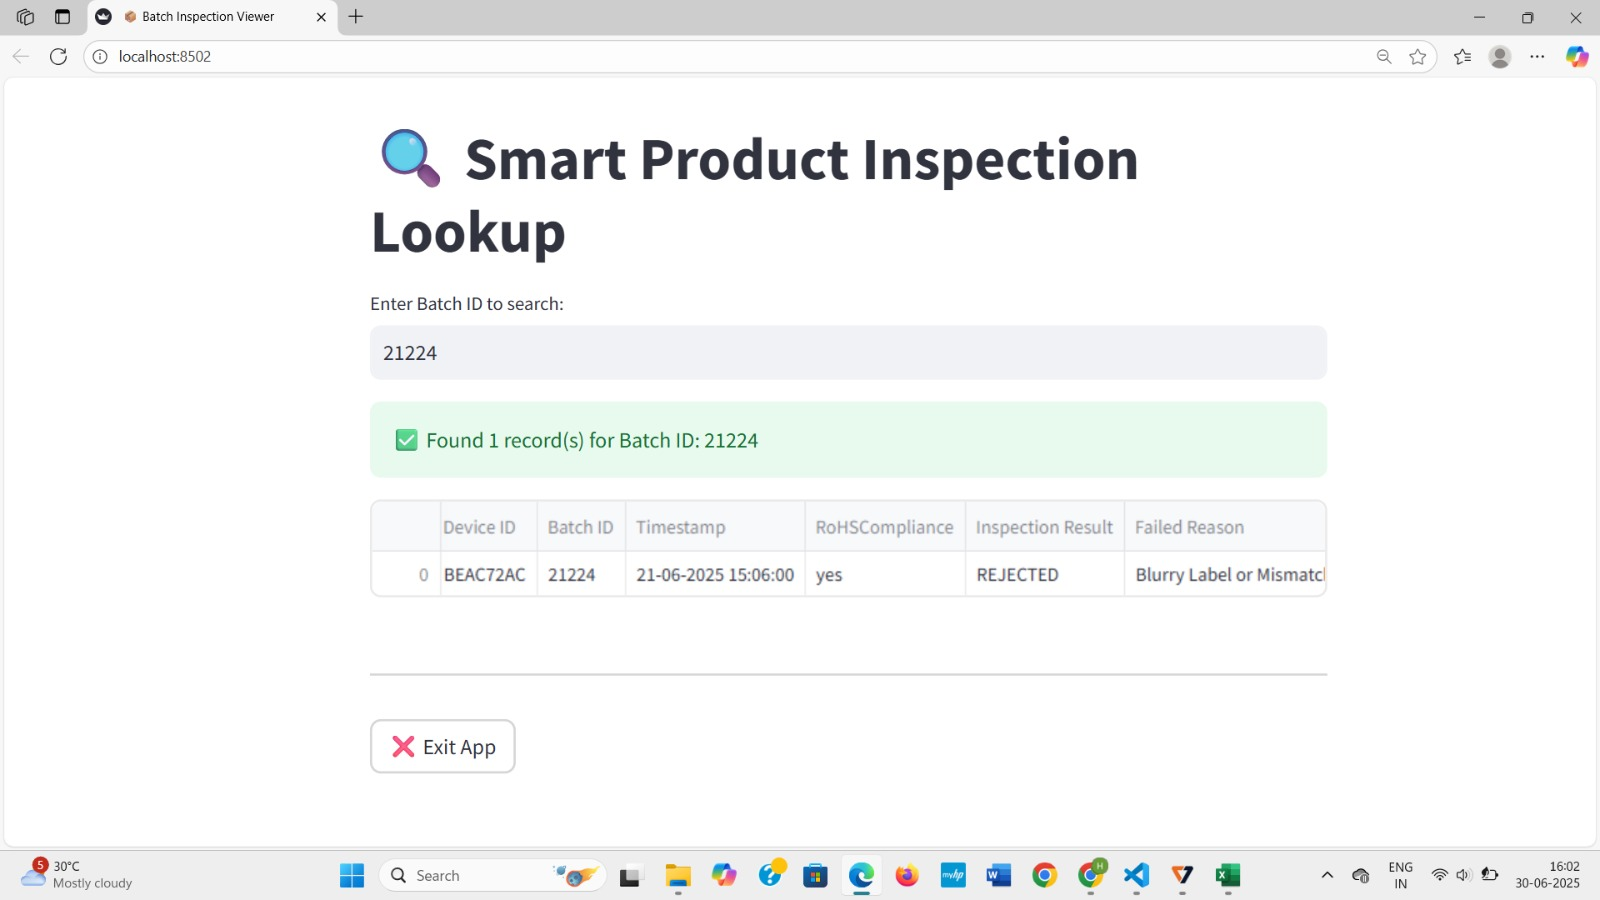 Batch Inspection Viewer
localhost:8502
Smart Product Inspection
Lookup
Enter Batch ID to search:
21224
Found 1 record(s) for Batch ID: 21224
Device ID Batch ID Timestamp RoHSCompliance Inspection Result Failed Reason
0 BEAC72AC 21224 21-06-2025 15:06:00 yes REJECTED Blurry Label or Mismatc
Exit App
5
30°C
Mostly cloudy
Search
myhp
W
H
X
ENG
IN
16:02
30-06-2025